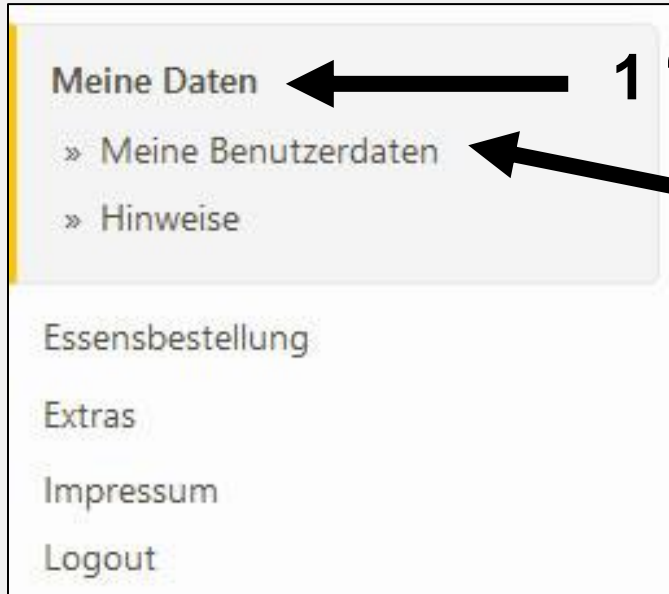 Meine Daten 1
» Meine Benutzerdaten
» Hinweise
Essensbestellung
Extras
Impressum
Logout